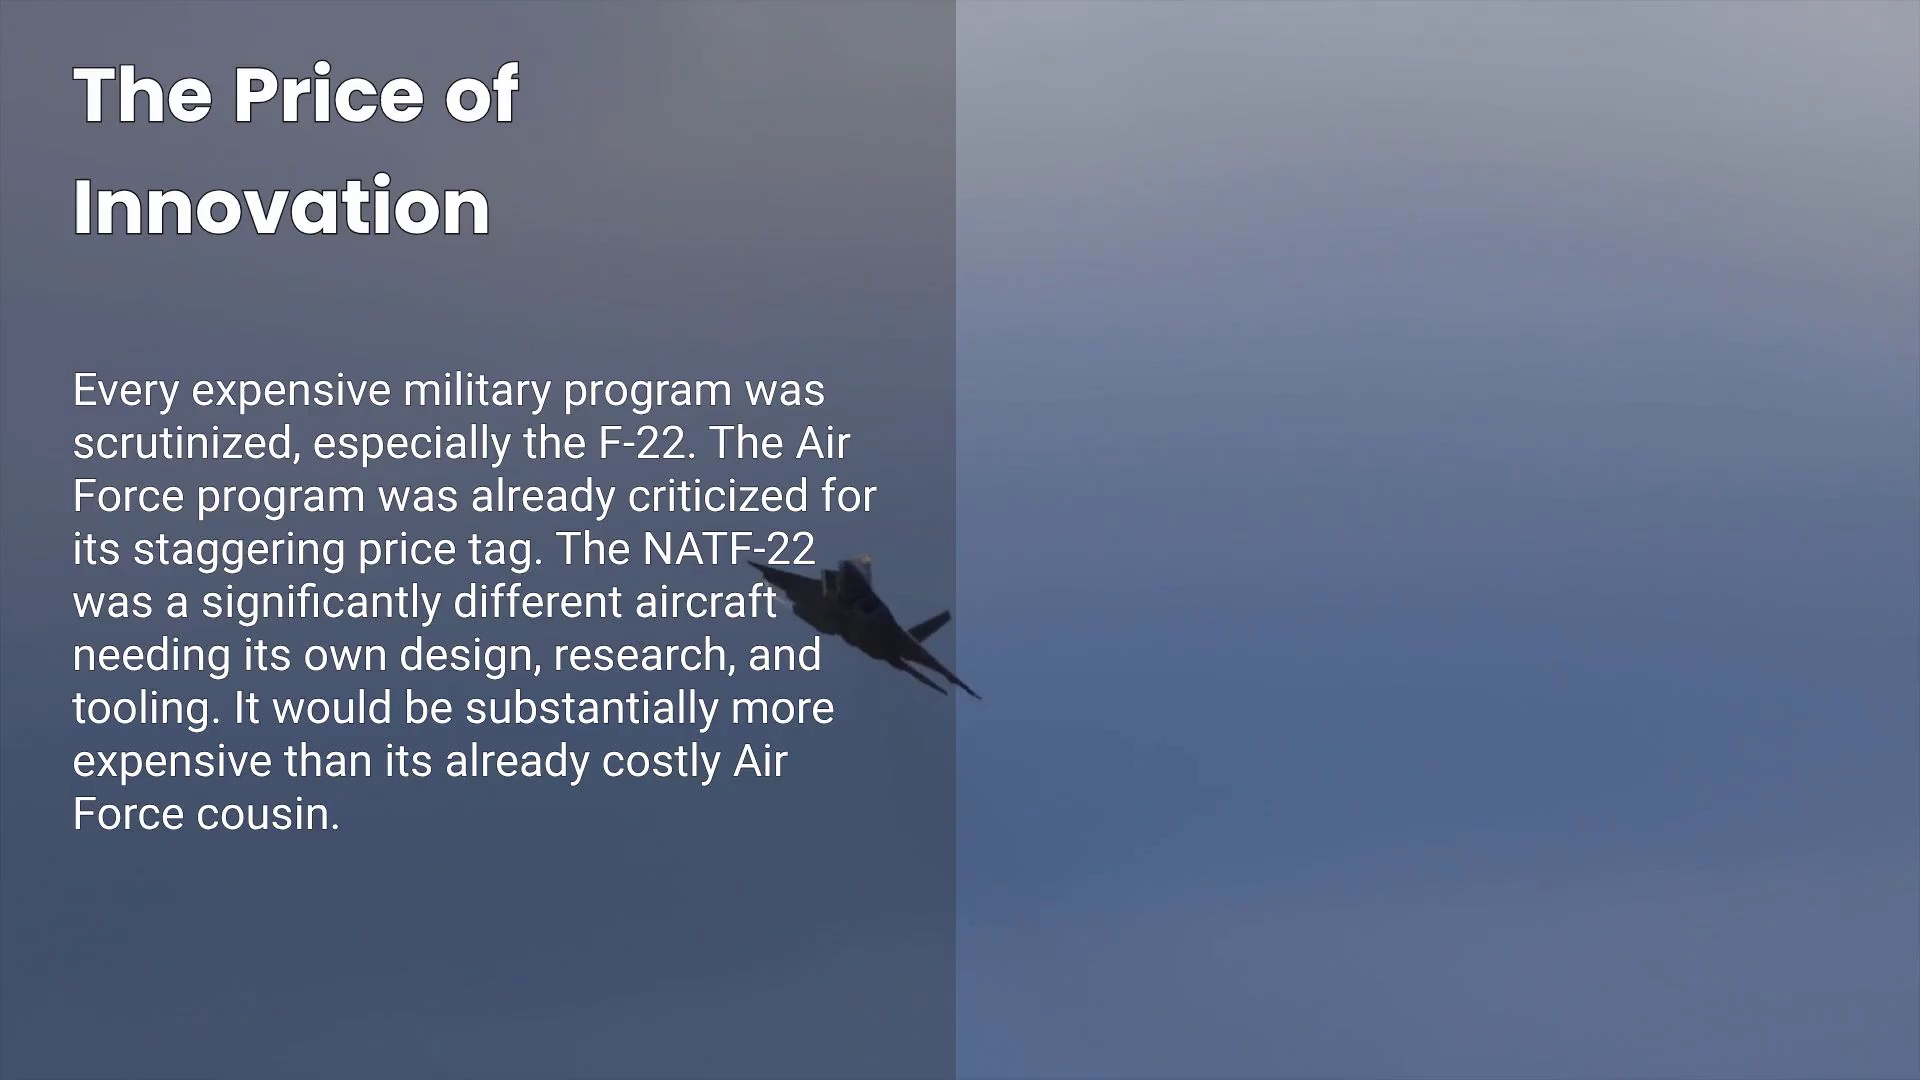 The Price of
Innovation
Every expensive military program was
scrutinized, especially the F-22. The Air
Force program was already criticized for
its staggering price tag. The NATF-22
was a significantly different aircraft
needing its own design, research, and
tooling. It would be substantially more
expensive than its already costly Air
Force cousin.